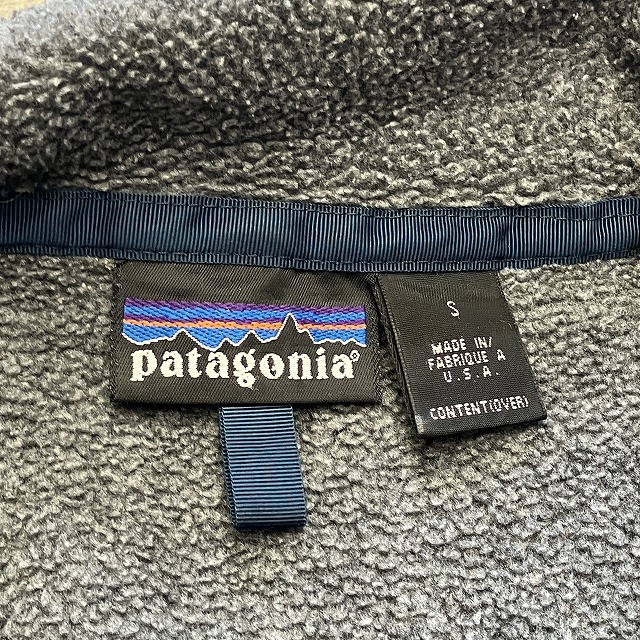 patagonia®
S
MADE IN/
FABRIQUE A
U.S.A.
CONTENT(OVER)